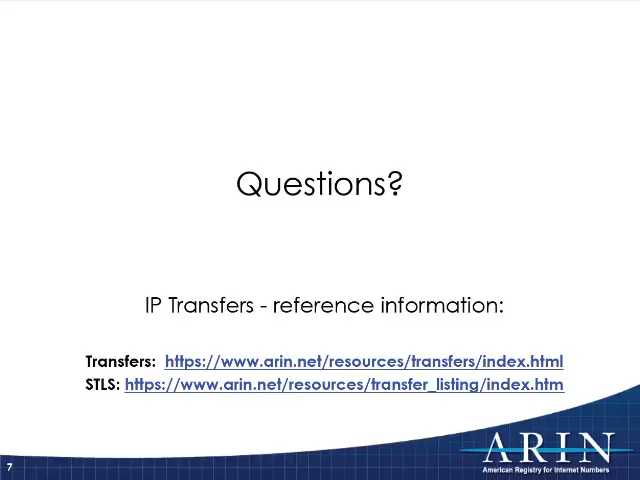 Questions?
IP Transfers - reference information:
Transfers: https://www.arin.net/resources/transfers/index.html
STLS: https://www.arin.net/resources/transfer_listing/index.htm
7
ARIN
American Registry for Internet Numbers